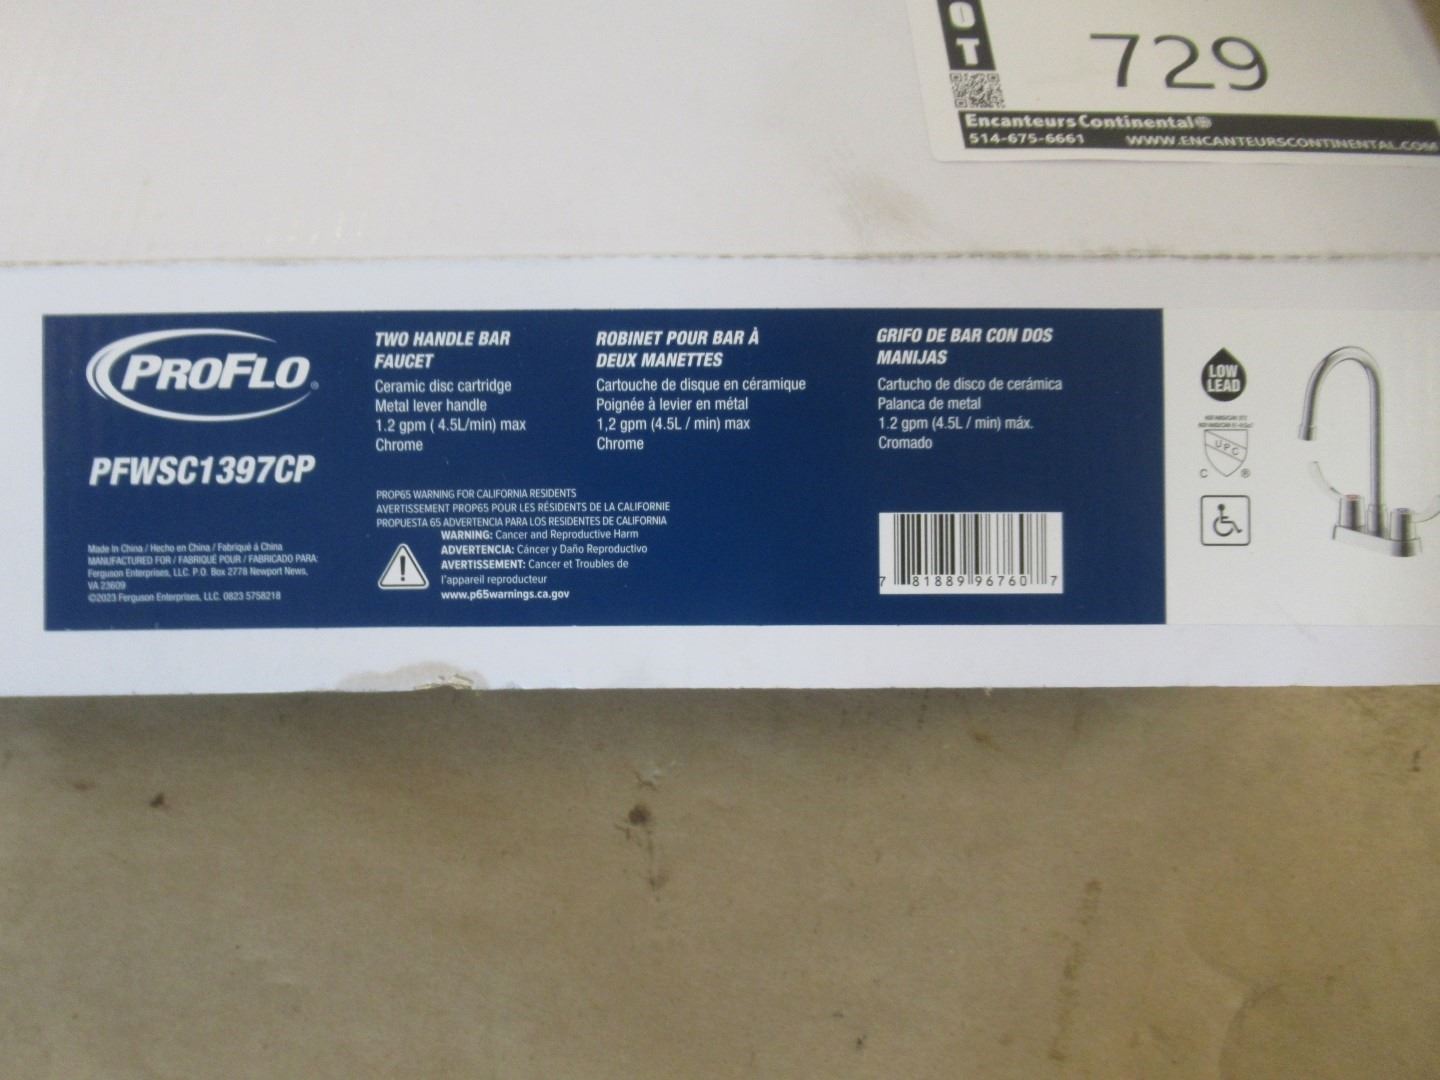 OT
729
Encanteurs Continental
514-675-6661 WWW.ENCANTEURSCONTINENTAL.COM
PROFLO®
PFWSC1397CP
Made in China / Hecho en China / Fabriqué à China
MANUFACTURED FOR / FABRIQUÉ POUR / FABRICADO PARA:
Ferguson Enterprises, LLC. P.O. Box 2778 Newport News,
VA 23609
©2023 Ferguson Enterprises, LLC. 0823 5758218
TWO HANDLE BAR
FAUCET
Ceramic disc cartridge
Metal lever handle
1.2 gpm ( 4.5L/min) max
Chrome
ROBINET POUR BAR À
DEUX MANETTES
Cartouche de disque en céramique
Poignée à levier en métal
1,2 gpm (4.5L / min) max
Chrome
GRIFO DE BAR CON DOS
MANIJAS
Cartucho de disco de cerámica
Palanca de metal
1.2 gpm (4.5L / min) máx.
Cromado
PROP65 WARNING FOR CALIFORNIA RESIDENTS
AVERTISSEMENT PROP65 POUR LES RÉSIDENTS DE LA CALIFORNIE
PROPUESTA 65 ADVERTENCIA PARA LOS RESIDENTES DE CALIFORNIA
WARNING: Cancer and Reproductive Harm
ADVERTENCIA: Cáncer y Daño Reproductivo
AVERTISSEMENT: Cancer et Troubles de
l'appareil reproducteur
www.p65warnings.ca.gov
7 81889 96760 7
LOW
LEAD
UPC
C ®